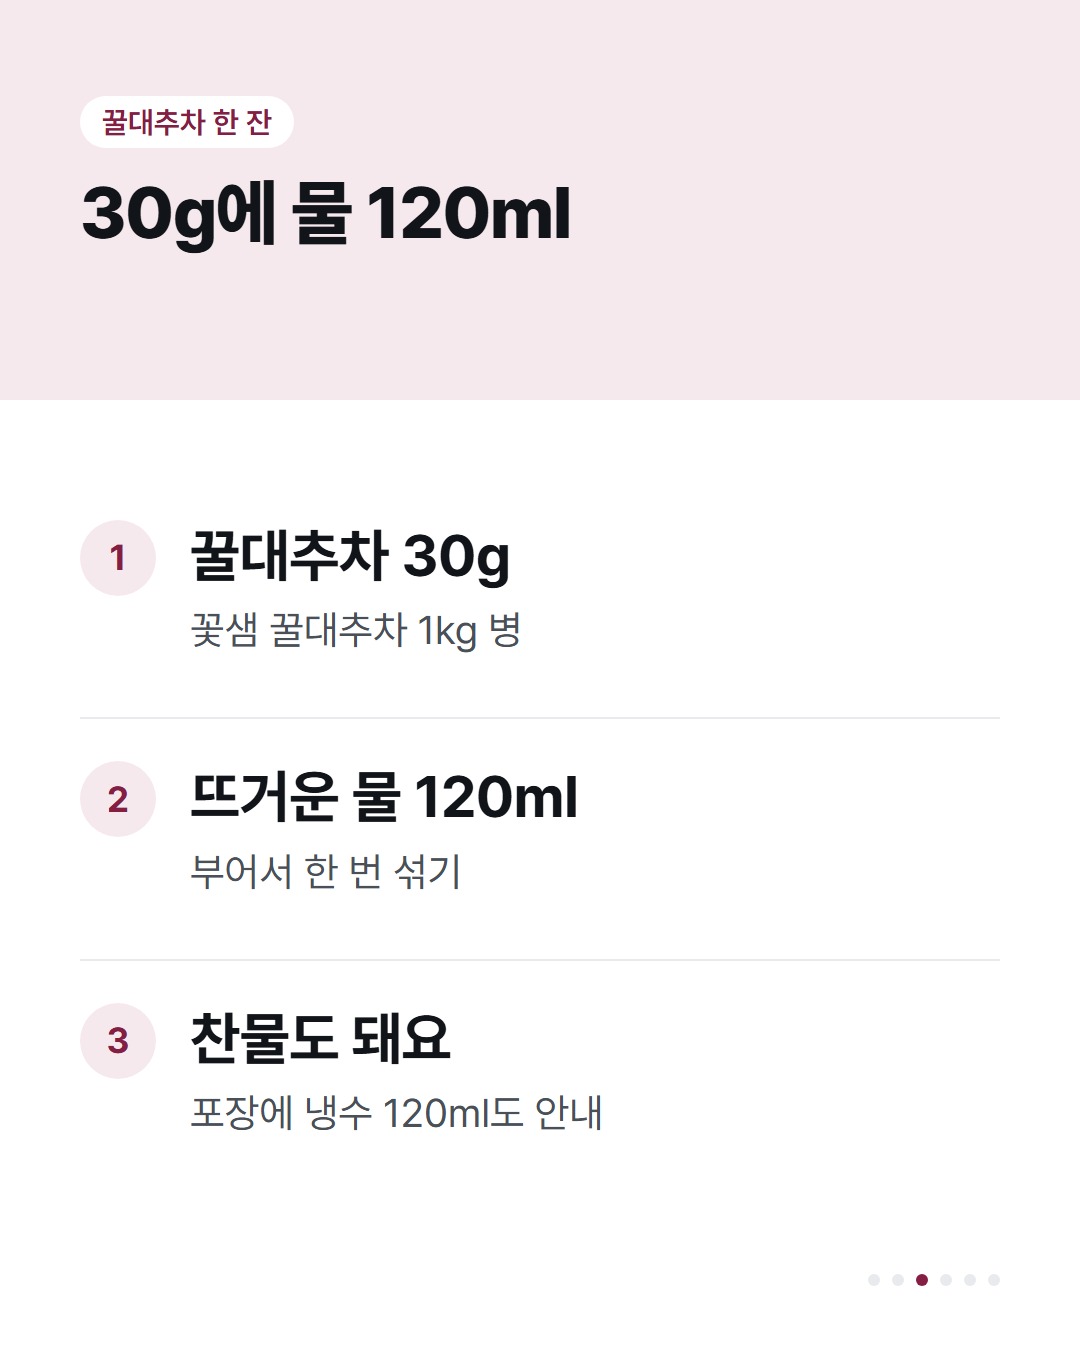 꿀대추차 한 잔
30g에 물 120ml
1
꿀대추차 30g
꽃샘 꿀대추차 1kg 병
2
뜨거운 물 120ml
부어서 한 번 섞기
3
찬물도 돼요
포장에 냉수 120ml도 안내